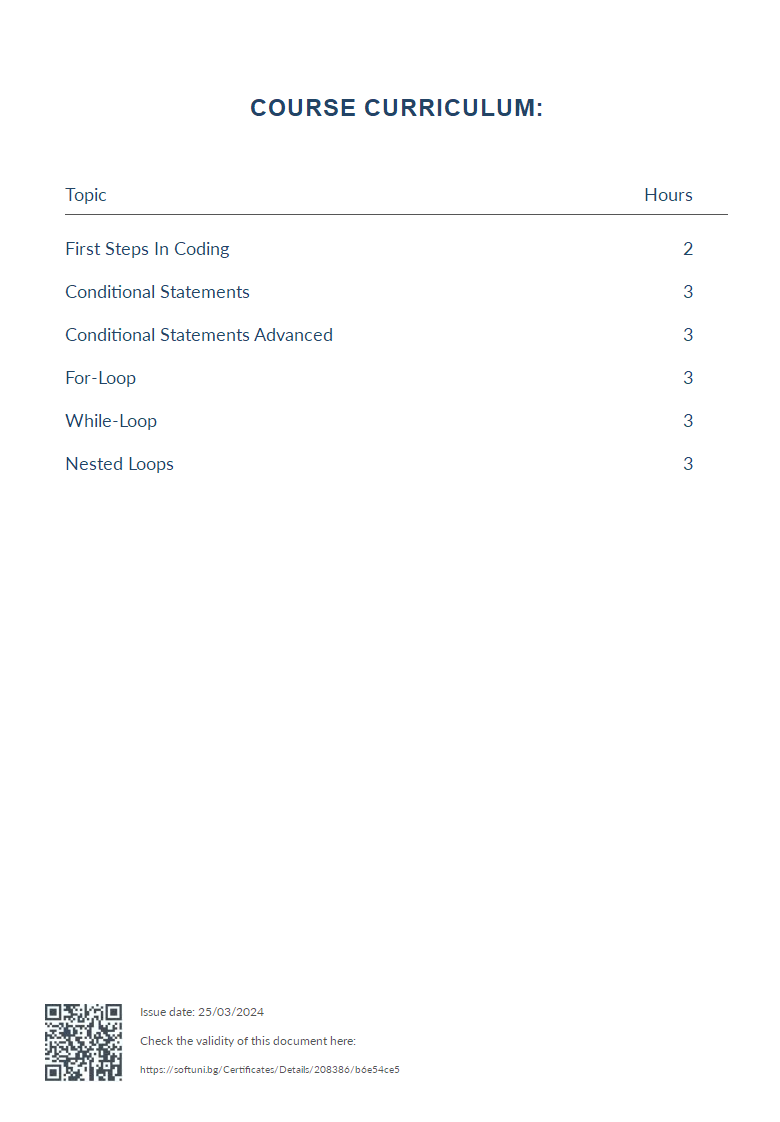 COURSE CURRICULUM:
Topic Hours
First Steps In Coding 2
Conditional Statements 3
Conditional Statements Advanced 3
For-Loop 3
While-Loop 3
Nested Loops 3
Issue date: 25/03/2024
Check the validity of this document here:
https://softuni.bg/Certificates/Details/208386/b6e54ce5